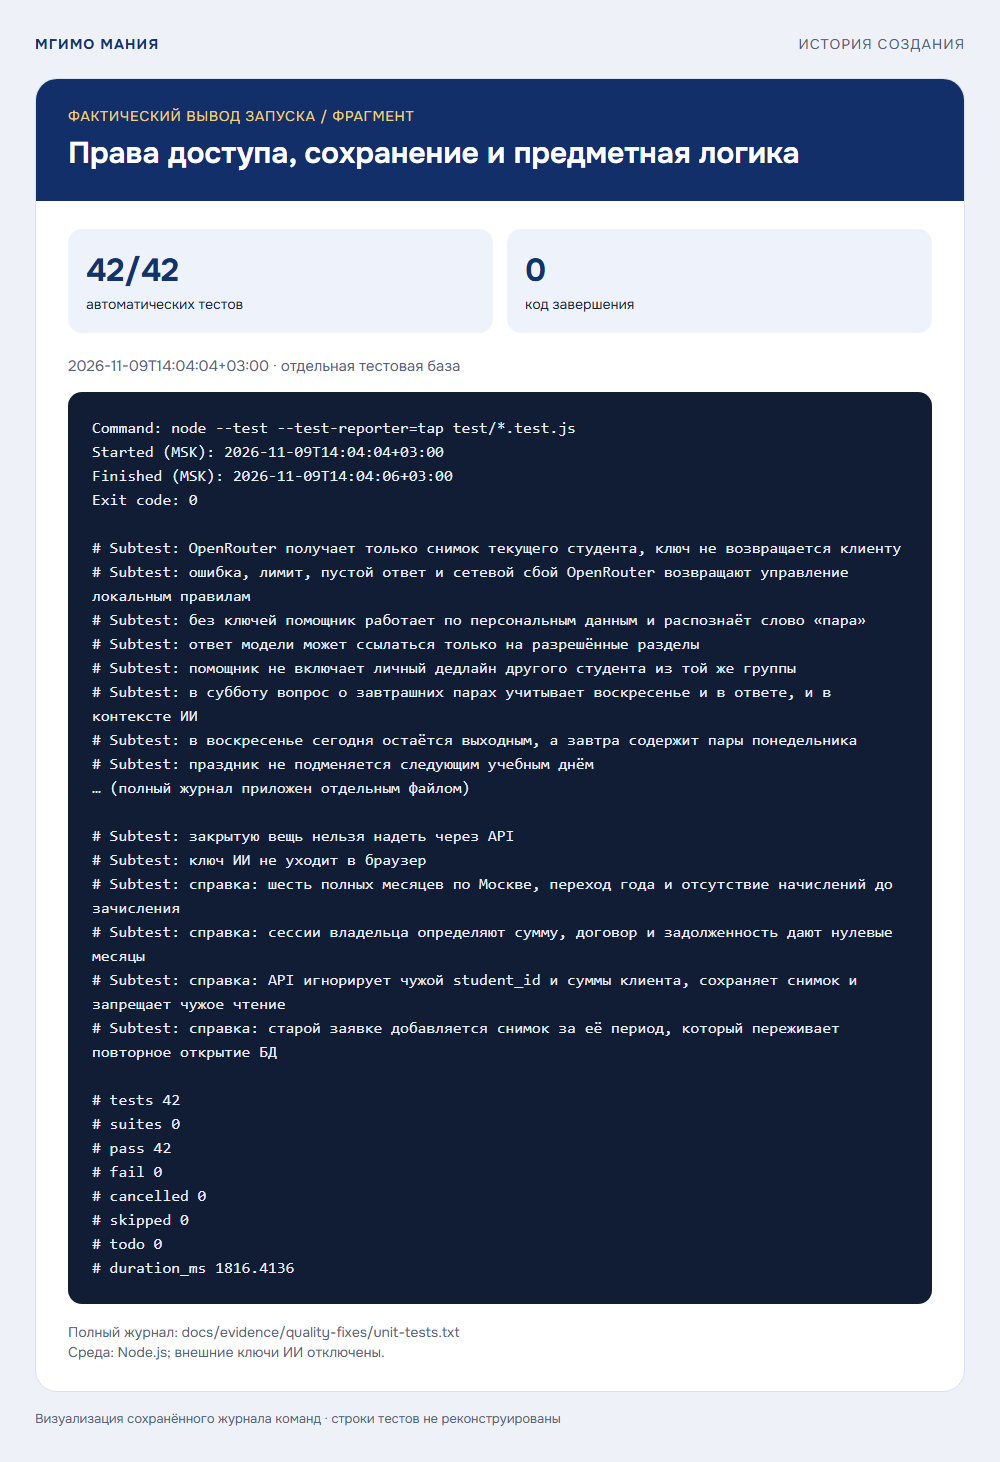 МГИМО МАНИЯ
ИСТОРИЯ СОЗДАНИЯ
ФАКТИЧЕСКИЙ ВЫВОД ЗАПУСКА / ФРАГМЕНТ
Права доступа, сохранение и предметная логика
42/42
автоматических тестов
0
код завершения
2026-11-09T14:04:04+03:00 · отдельная тестовая база
Command: node --test --test-reporter=tap test/*.test.js
Started (MSK): 2026-11-09T14:04:04+03:00
Finished (MSK): 2026-11-09T14:04:06+03:00
Exit code: 0
# Subtest: OpenRouter получает только снимок текущего студента, ключ не возвращается клиенту
# Subtest: ошибка, лимит, пустой ответ и сетевой сбой OpenRouter возвращают управление
локальным правилам
# Subtest: без ключей помощник работает по персональным данным и распознаёт слово «пара»
# Subtest: ответ модели может ссылаться только на разрешённые разделы
# Subtest: помощник не включает личный дедлайн другого студента из той же группы
# Subtest: в субботу вопрос о завтрашних парах учитывает воскресенье и в ответе, и в
контексте ИИ
# Subtest: в воскресенье сегодня остаётся выходным, а завтра содержит пары понедельника
# Subtest: праздник не подменяется следующим учебным днём
… (полный журнал приложен отдельным файлом)
# Subtest: закрытую вещь нельзя надеть через API
# Subtest: ключ ИИ не уходит в браузер
# Subtest: справка: шесть полных месяцев по Москве, переход года и отсутствие начислений до
зачисления
# Subtest: справка: сессии владельца определяют сумму, договор и задолженность дают нулевые
месяцы
# Subtest: справка: API игнорирует чужой student_id и суммы клиента, сохраняет снимок и
запрещает чужое чтение
# Subtest: справка: старой заявке добавляется снимок за её период, который переживает
повторное открытие БД
# tests 42
# suites 0
# pass 42
# fail 0
# cancelled 0
# skipped 0
# todo 0
# duration_ms 1816.4136
Полный журнал: docs/evidence/quality-fixes/unit-tests.txt
Среда: Node.js; внешние ключи ИИ отключены.
Визуализация сохранённого журнала команд · строки тестов не реконструированы